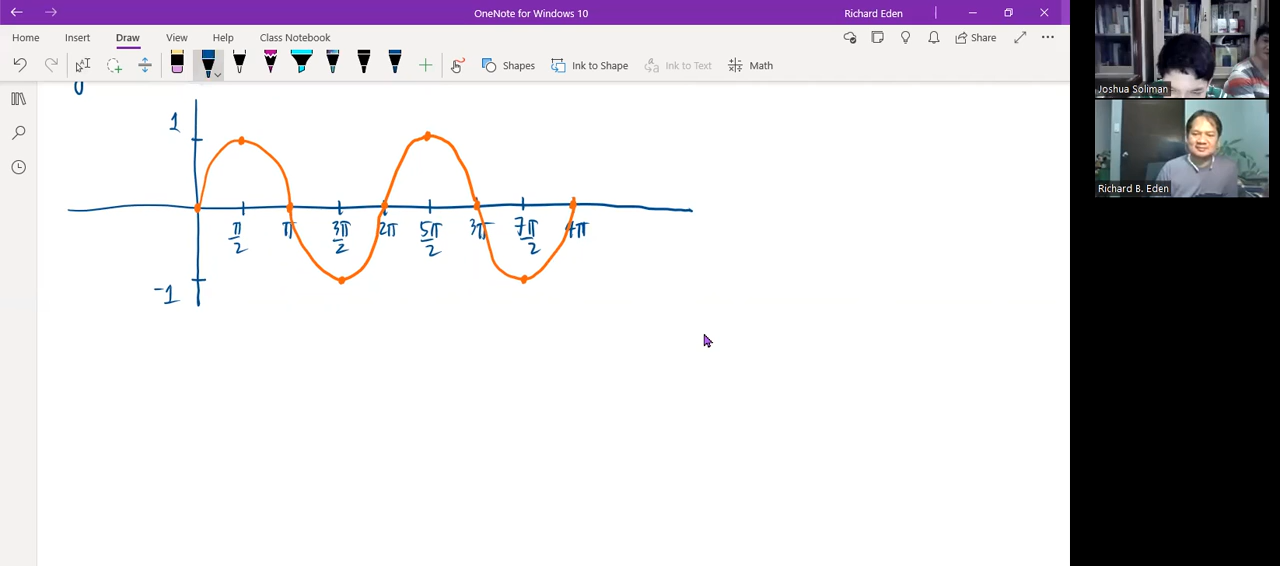 OneNote for Windows 10
Richard Eden
Home Insert Draw View Help Class Notebook
Share
Shapes Ink to Shape Ink to Text Math
1
π/2 π 3π/2 2π 5π/2 3π 7π/2 4π
-1
Joshua Soliman
Richard B. Eden